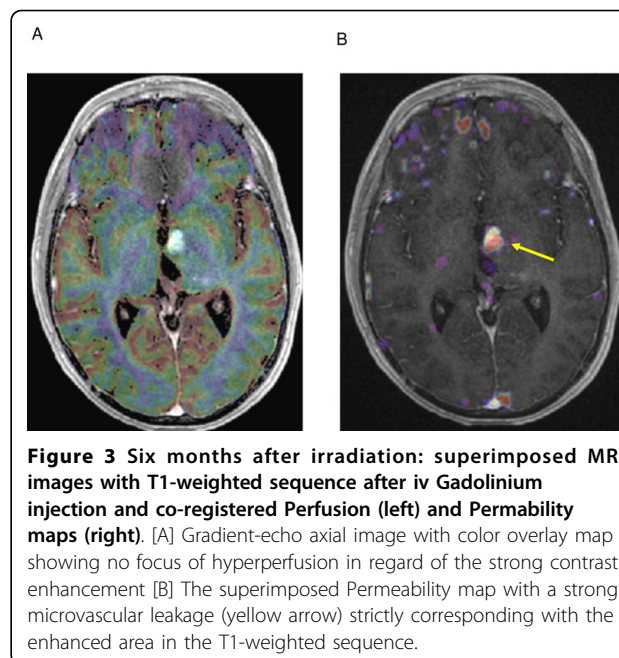 A
B
Figure 3 Six months after irradiation: superimposed MR
images with T1-weighted sequence after iv Gadolinium
injection and co-registered Perfusion (left) and Permability
maps (right). [A] Gradient-echo axial image with color overlay map
showing no focus of hyperperfusion in regard of the strong contrast
enhancement [B] The superimposed Permeability map with a strong
microvascular leakage (yellow arrow) strictly corresponding with the
enhanced area in the T1-weighted sequence.